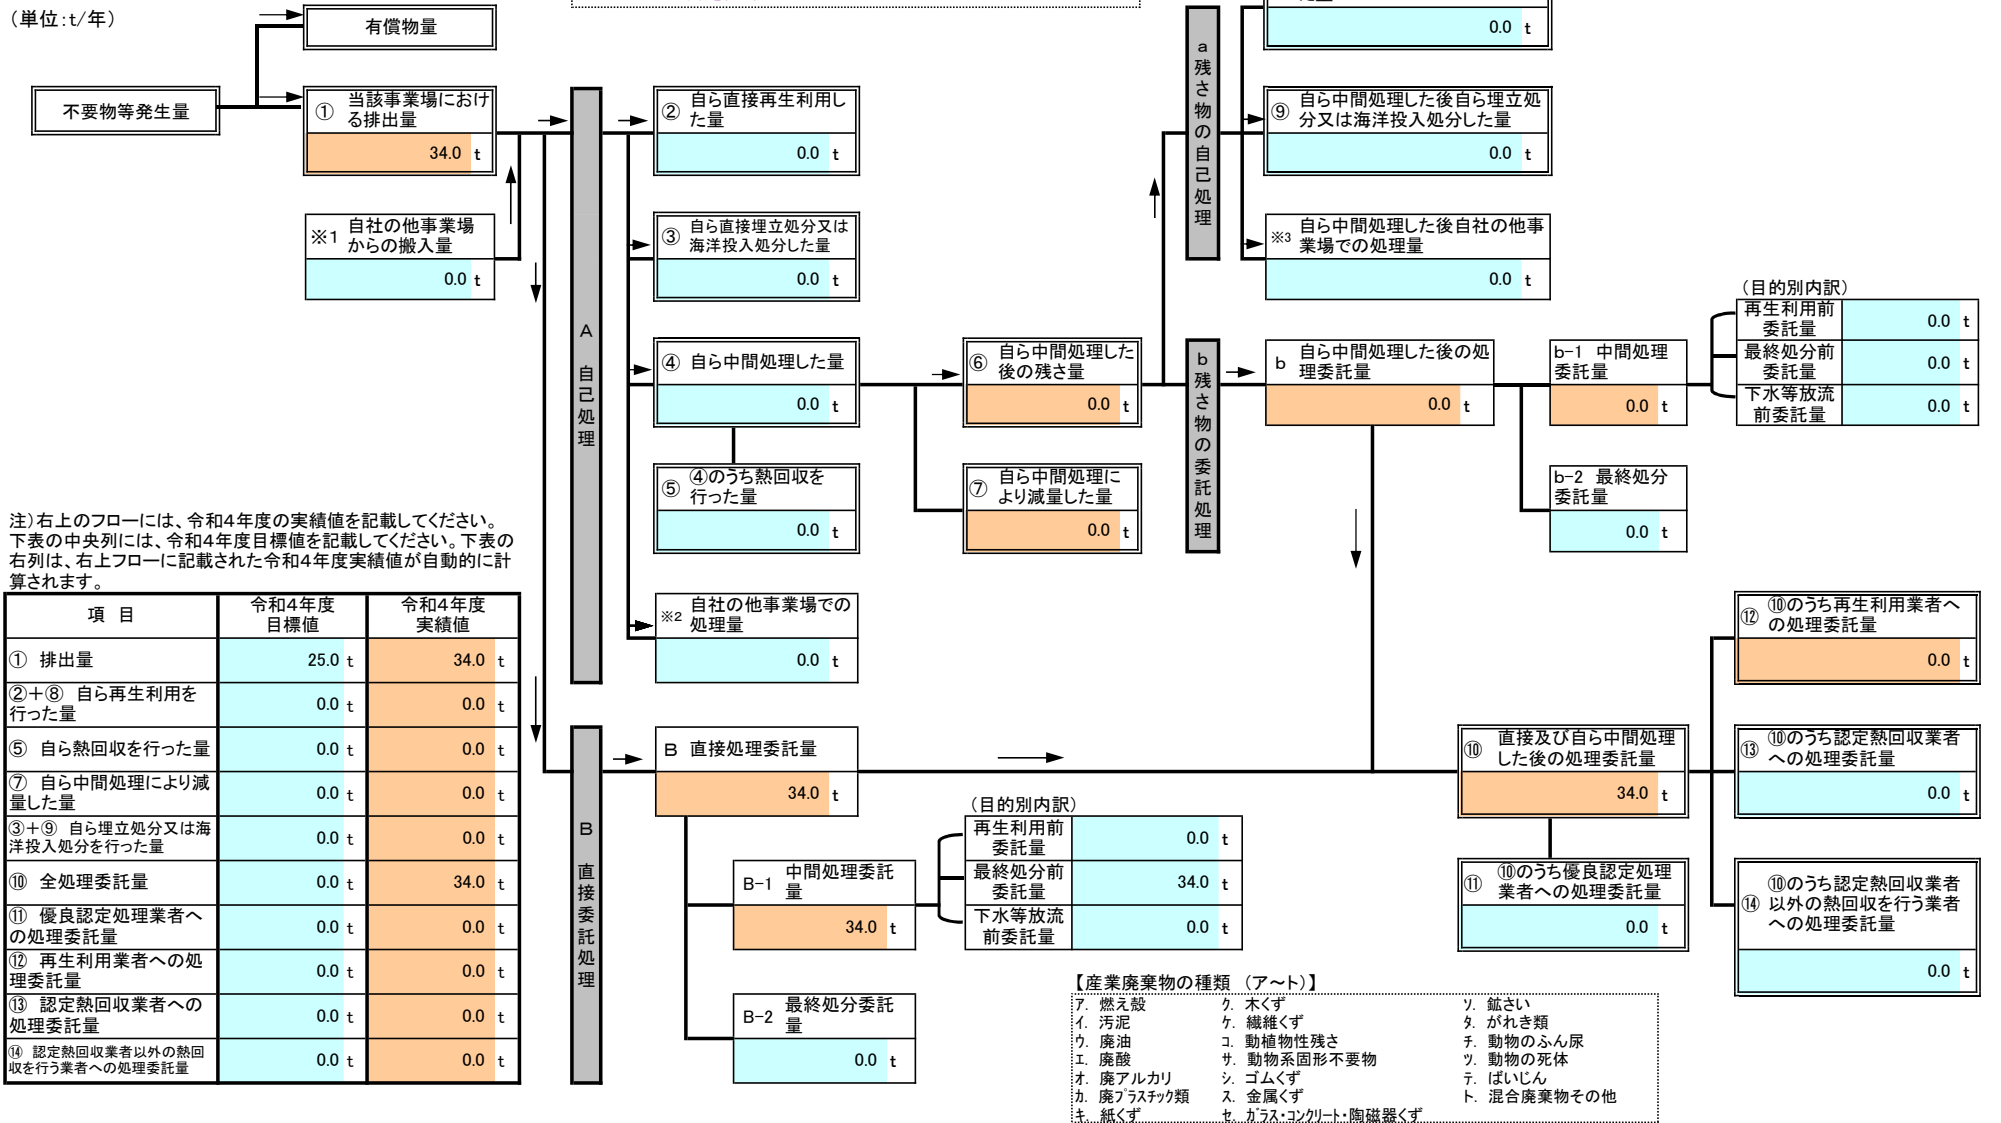 （単位：t/年）
有償物量
不要物等発生量
① 当該事業場におけ
る排出量
34.0 t
※1 自社の他事業場
からの搬入量
0.0 t
A 自己処理
② 自ら直接再生利用し
た量
0.0 t
③ 自ら直接埋立処分又は
海洋投入処分した量
0.0 t
④ 自ら中間処理した量
0.0 t
⑤ ④のうち熱回収を
行った量
0.0 t
※2 自社の他事業場での
処理量
0.0 t
⑥ 自ら中間処理した
後の残さ量
0.0 t
⑦ 自ら中間処理に
より減量した量
0.0 t
a 残さ物の自己処理
0.0 t
⑨ 自ら中間処理した後自ら埋立処
分又は海洋投入処分した量
0.0 t
※3 自ら中間処理した後自社の他事
業場での処理量
0.0 t
b 残さ物の委託処理
b 自ら中間処理した後の処
理委託量
0.0 t
b-1 中間処理
委託量
0.0 t
b-2 最終処分
委託量
0.0 t
（目的別内訳）
再生利用前
委託量 0.0 t
最終処分前
委託量 0.0 t
下水等放流
前委託量 0.0 t
注）右上のフローには、令和4年度の実績値を記載してください。
下表の中央列には、令和4年度目標値を記載してください。下表の
右列は、右上フローに記載された令和4年度実績値が自動的に計
算されます。
項 目 令和4年度
目標値 令和4年度
実績値
① 排出量 25.0 t 34.0 t
②＋⑧ 自ら再生利用を
行った量 0.0 t 0.0 t
⑤ 自ら熱回収を行った量 0.0 t 0.0 t
⑦ 自ら中間処理により減
量した量 0.0 t 0.0 t
③＋⑨ 自ら埋立処分又は海
洋投入処分を行った量 0.0 t 0.0 t
⑩ 全処理委託量 0.0 t 34.0 t
⑪ 優良認定処理業者へ
の処理委託量 0.0 t 0.0 t
⑫ 再生利用業者への処
理委託量 0.0 t 0.0 t
⑬ 認定熱回収業者への
処理委託量 0.0 t 0.0 t
⑭ 認定熱回収業者以外の熱回
収を行う業者への処理委託量 0.0 t 0.0 t
B 直接委託処理
B 直接処理委託量
34.0 t
B-1 中間処理委託
量
34.0 t
B-2 最終処分委託
量
0.0 t
（目的別内訳）
再生利用前
委託量 0.0 t
最終処分前
委託量 34.0 t
下水等放流
前委託量 0.0 t
⑩ 直接及び自ら中間処理
した後の処理委託量
34.0 t
⑪ ⑩のうち優良認定処理
業者への処理委託量
0.0 t
⑫ ⑩のうち再生利用業者へ
の処理委託量
0.0 t
⑬ ⑩のうち認定熱回収業者
への処理委託量
0.0 t
⑭ ⑩のうち認定熱回収業者
以外の熱回収を行う業者
への処理委託量
0.0 t
【産業廃棄物の種類 （ア～ト）】
ア. 燃え殻 ク. 木くず ソ. 鉱さい
イ. 汚泥 ケ. 繊維くず タ. がれき類
ウ. 廃油 コ. 動植物性残さ チ. 動物のふん尿
エ. 廃酸 サ. 動物系固形不要物 ツ. 動物の死体
オ. 廃アルカリ シ. ゴムくず テ. ばいじん
カ. 廃プラスチック類 ス. 金属くず ト. 混合廃棄物その他
キ. 紙くず セ. ガラス・コンクリート・陶磁器くず